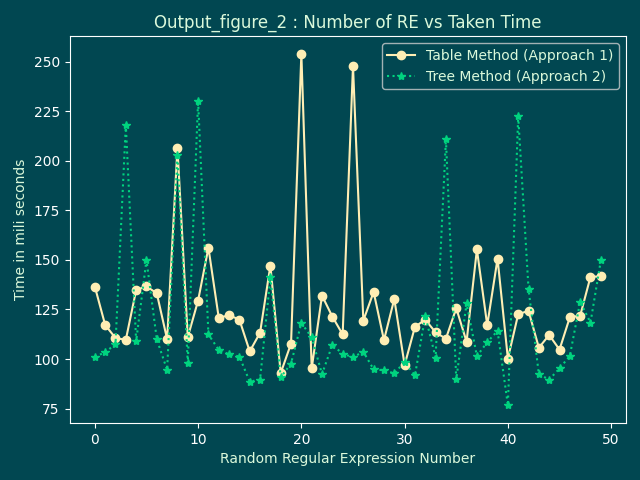 Output_figure_2 : Number of RE vs Taken Time
Table Method (Approach 1)
Tree Method (Approach 2)
Time in mili seconds
250
225
200
175
150
125
100
75
0 10 20 30 40 50
Random Regular Expression Number